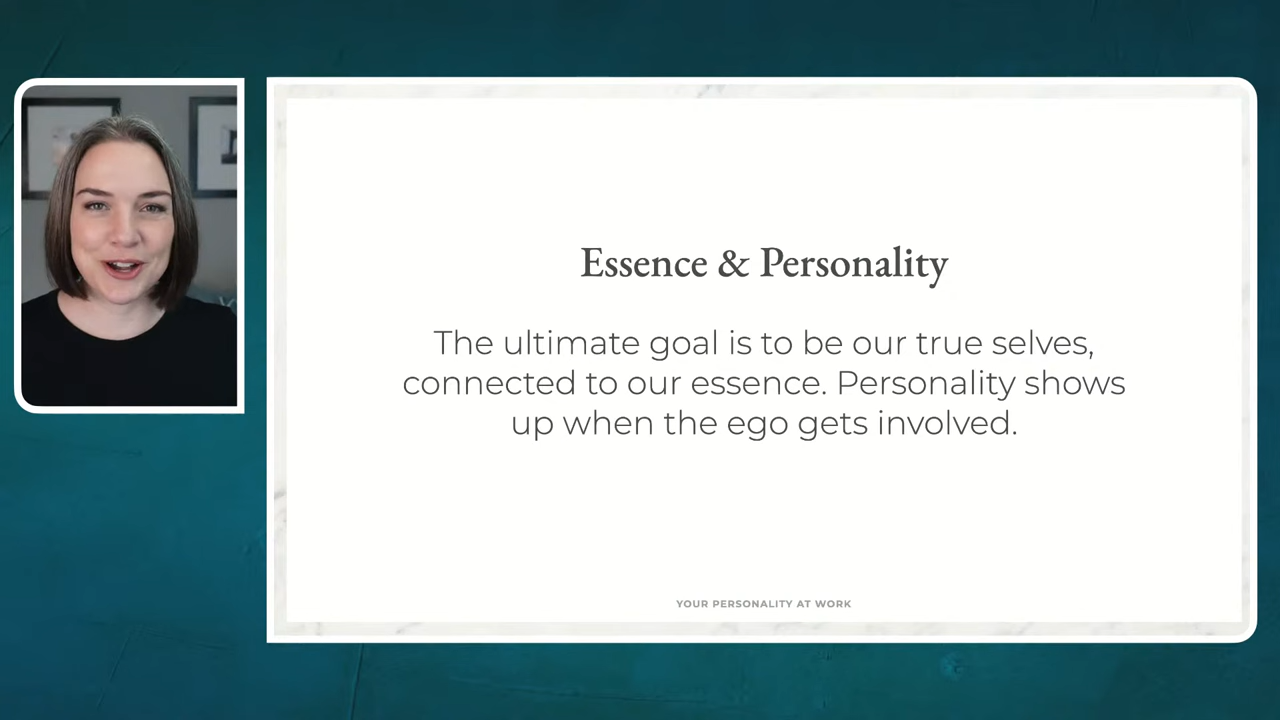 Essence & Personality
The ultimate goal is to be our true selves,
connected to our essence. Personality shows
up when the ego gets involved.
YOUR PERSONALITY AT WORK